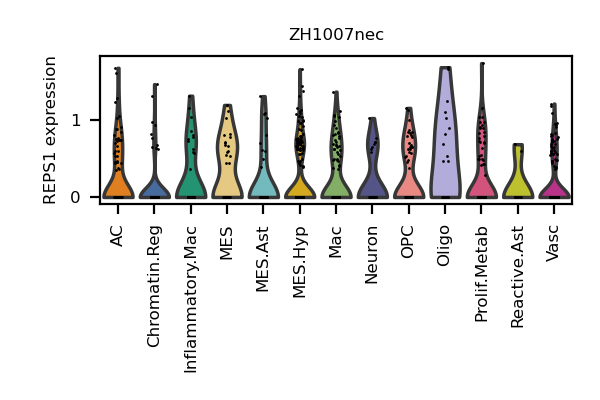 ZH1007nec
REPS1 expression
1
0
AC
Chromatin.Reg
Inflammatory.Mac
MES
MES.Ast
MES.Hyp
Mac
Neuron
OPC
Oligo
Prolif.Metab
Reactive.Ast
Vasc